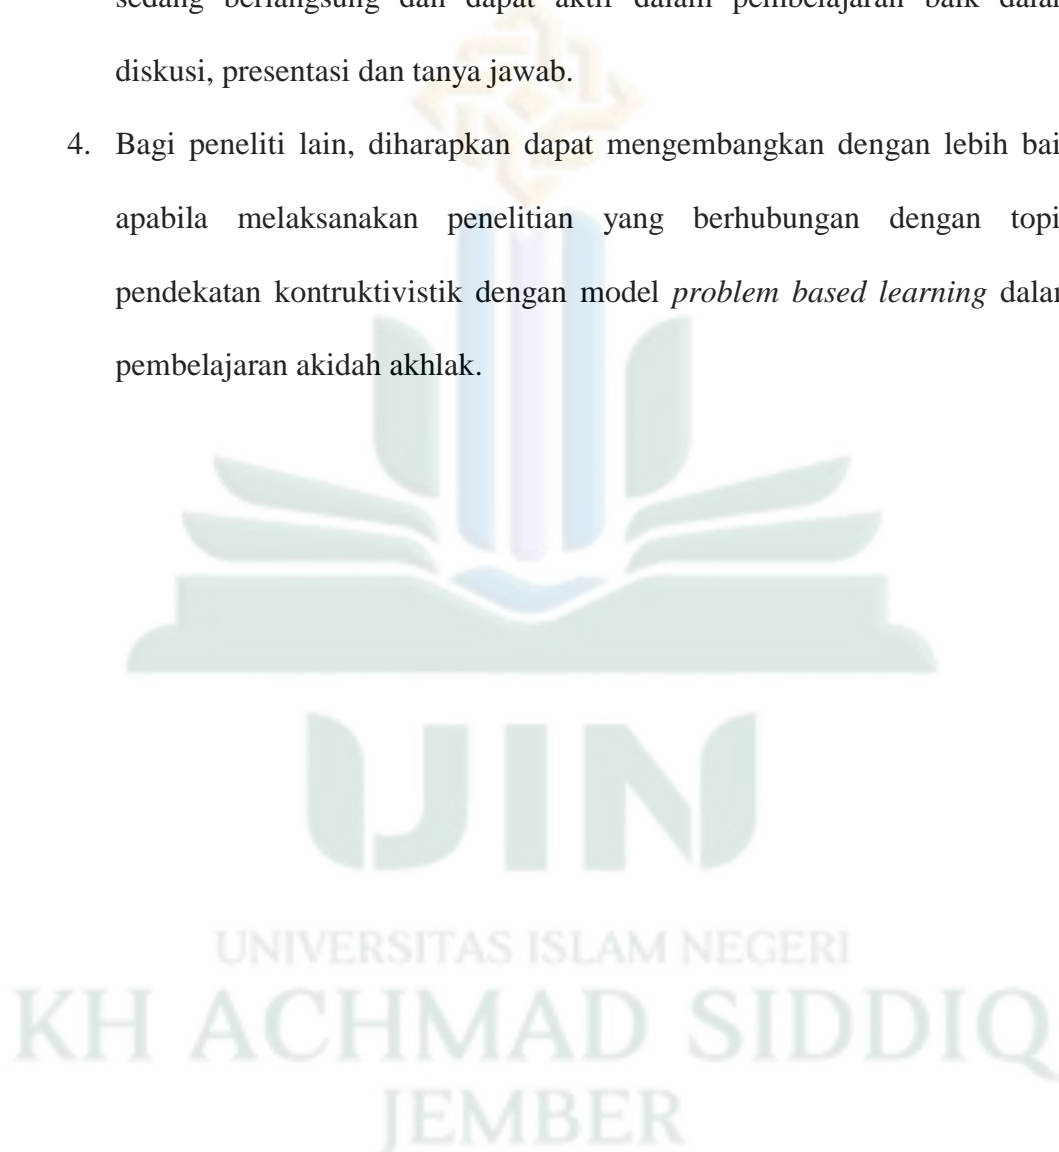 sedang berlangsung dan dapat aktif dalam pembelajaran baik dalam
diskusi, presentasi dan tanya jawab.
4. Bagi peneliti lain, diharapkan dapat mengembangkan dengan lebih bai
apabila melaksanakan penelitian yang berhubungan dengan topi
pendekatan kontruktivistik dengan model problem based learning dalam
pembelajaran akidah akhlak.
UIN
UNIVERSITAS ISLAM NEGERI
KH ACHMAD SIDDIQ
JEMBER